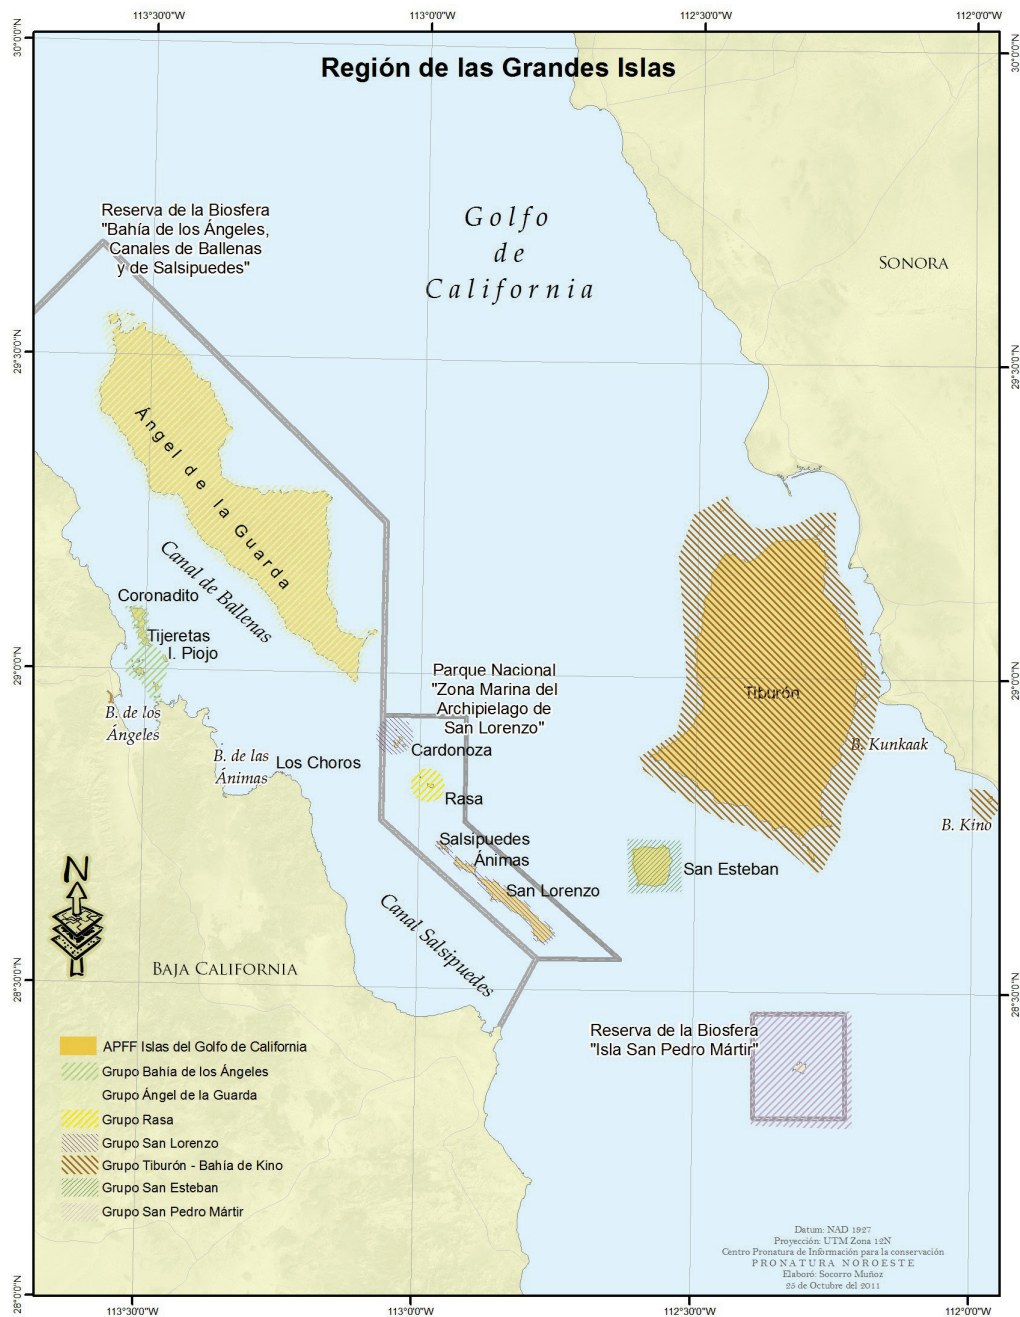 113°30'0"W
113°0'0"W
112°30'0"W
112°0'0"W
30°0'0"N
30°0'0"N
Región de las Grandes Islas
Reserva de la Biosfera
"Bahía de los Ángeles,
Canales de Ballenas
y de Salsipuedes"
Golfo
de
California
SONORA
29°30'0"N
29°30'0"N
Ángel de la Guarda
Canal de Ballenas
Coronadito
Tijeretas
I. Piojo
29°0'0"N
29°0'0"N
Parque Nacional
"Zona Marina del
Archipielago de
San Lorenzo"
Tiburón
B. de los
Ángeles
B. de las
Ánimas
Los Choros
Cardonoza
B. Kunkaak
Rasa
B. Kino
Salsipuedes
Ánimas
San Lorenzo
San Esteban
Canal Salsipuedes
N
BAJA CALIFORNIA
28°30'0"N
28°30'0"N
Reserva de la Biosfera
"Isla San Pedro Mártir"
APFF Islas del Golfo de California
Grupo Bahía de los Ángeles
Grupo Ángel de la Guarda
Grupo Rasa
Grupo San Lorenzo
Grupo Tiburón - Bahía de Kino
Grupo San Esteban
Grupo San Pedro Mártir
Datum: NAD 1927
Proyección: UTM Zona 12N
Centro Pronatura de Información para la conservación
PRONATURA NOROESTE
Elaboró: Socorro Muñoz
25 de Octubre del 2011
28°0'0"N
113°30'0"W
113°0'0"W
112°30'0"W
112°0'0"W